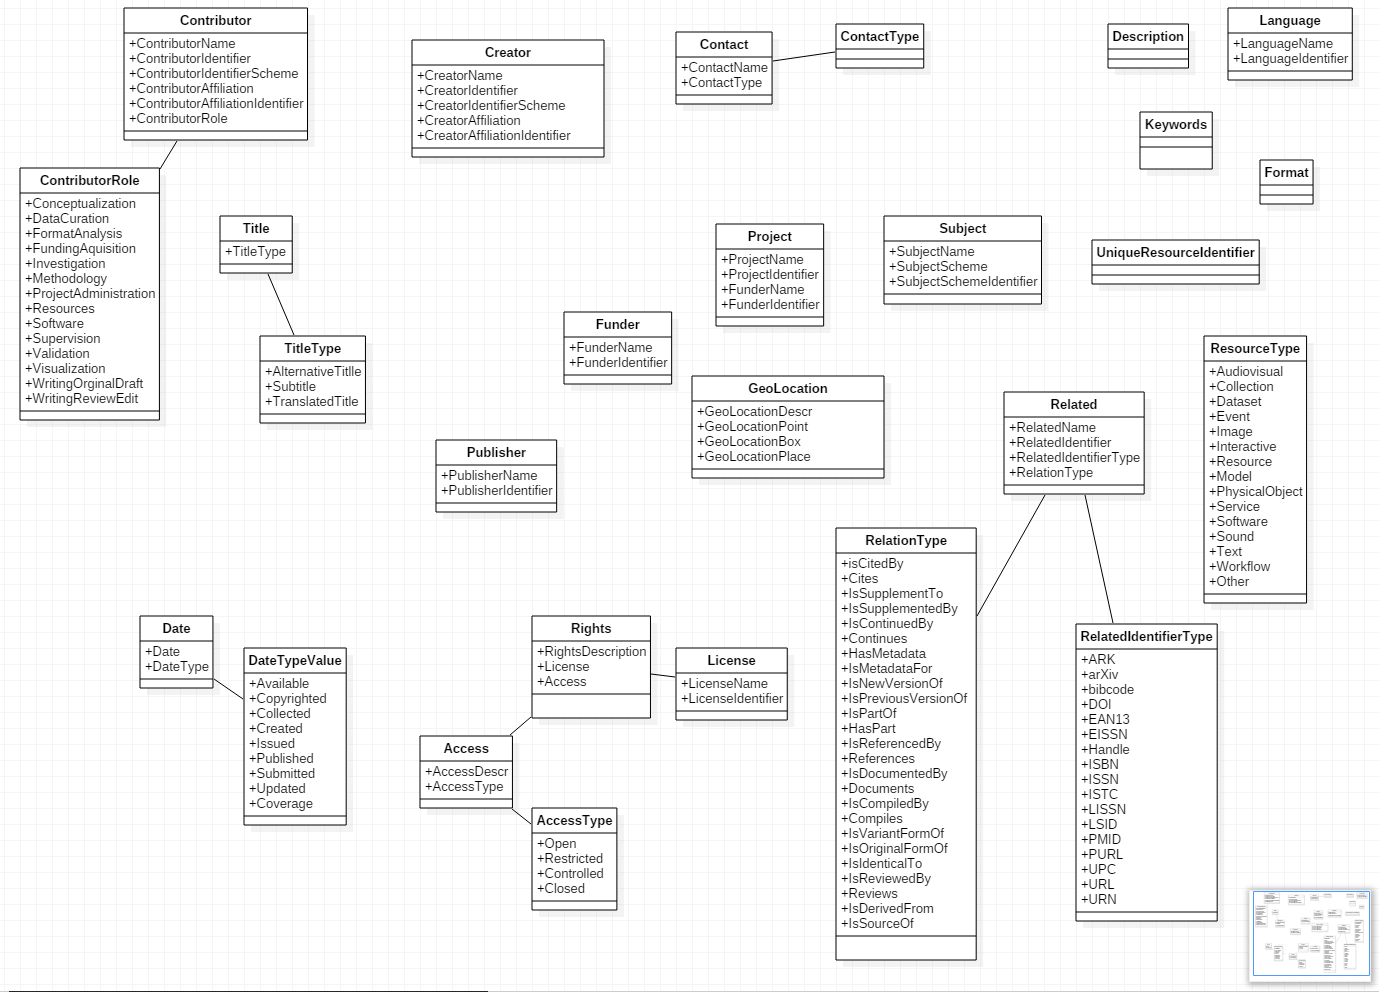 Contributor
+ContributorName
+ContributorIdentifier
+ContributorIdentifierScheme
+ContributorAffiliation
+ContributorAffiliationIdentifier
+ContributorRole
Creator
+CreatorName
+CreatorIdentifier
+CreatorIdentifierScheme
+CreatorAffiliation
+CreatorAffiliationIdentifier
Contact
+ContactName
+ContactType
ContactType
Description
Language
+LanguageName
+LanguageIdentifier
Keywords
Format
ContributorRole
+Conceptualization
+DataCuration
+FormatAnalysis
+FundingAquisition
+Investigation
+Methodology
+ProjectAdministration
+Resources
+Software
+Supervision
+Validation
+Visualization
+WritingOrginalDraft
+WritingReviewEdit
Title
+TitleType
TitleType
+AlternativeTitlle
+Subtitle
+TranslatedTitle
Project
+ProjectName
+ProjectIdentifier
+FunderName
+FunderIdentifier
Subject
+SubjectName
+SubjectScheme
+SubjectSchemeIdentifier
UniqueResourceIdentifier
Funder
+FunderName
+FunderIdentifier
GeoLocation
+GeoLocationDescr
+GeoLocationPoint
+GeoLocationBox
+GeoLocationPlace
Publisher
+PublisherName
+PublisherIdentifier
Related
+RelatedName
+RelatedIdentifier
+RelatedIdentifierType
+RelationType
ResourceType
+Audiovisual
+Collection
+Dataset
+Event
+Image
+Interactive
+Resource
+Model
+PhysicalObject
+Service
+Software
+Sound
+Text
+Workflow
+Other
Date
+Date
+DateType
DateTypeValue
+Available
+Copyrighted
+Collected
+Created
+Issued
+Published
+Submitted
+Updated
+Coverage
Rights
+RightsDescription
+License
+Access
License
+LicenseName
+LicenseIdentifier
Access
+AccessDescr
+AccessType
AccessType
+Open
+Restricted
+Controlled
+Closed
RelationType
+isCitedBy
+Cites
+IsSupplementTo
+IsSupplementedBy
+IsContinuedBy
+Continues
+HasMetadata
+IsMetadataFor
+IsNewVersionOf
+IsPreviousVersionOf
+IsPartOf
+HasPart
+IsReferencedBy
+References
+IsDocumentedBy
+Documents
+IsCompiledBy
+Compiles
+IsVariantFormOf
+IsOriginalFormOf
+IsIdenticalTo
+IsReviewedBy
+Reviews
+IsDerivedFrom
+IsSourceOf
RelatedIdentifierType
+ARK
+arXiv
+bibcode
+DOI
+EAN13
+EISSN
+Handle
+ISBN
+ISSN
+ISTC
+LISSN
+LSID
+PMID
+PURL
+UPC
+URL
+URN